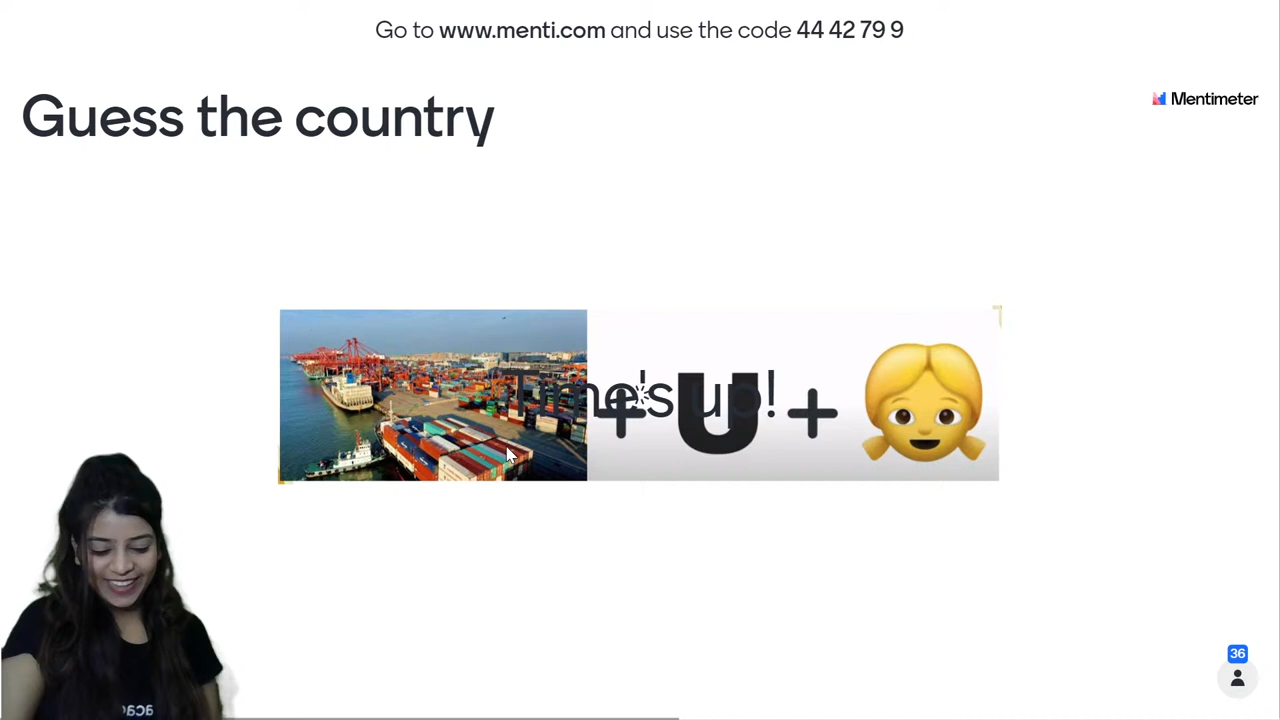 Go to www.menti.com and use the code 44 42 79 9
Guess the country
Mentimeter
Time's up!
+ U +
36